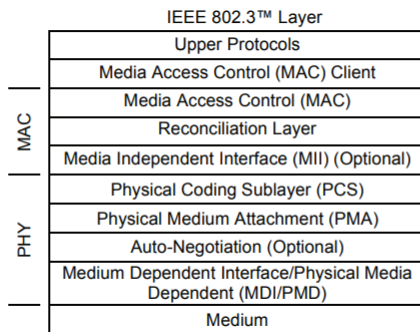 IEEE 802.3™ Layer
Upper Protocols
Media Access Control (MAC) Client
MAC
Media Access Control (MAC)
Reconciliation Layer
Media Independent Interface (MII) (Optional)
PHY
Physical Coding Sublayer (PCS)
Physical Medium Attachment (PMA)
Auto-Negotiation (Optional)
Medium Dependent Interface/Physical Media
Dependent (MDI/PMD)
Medium